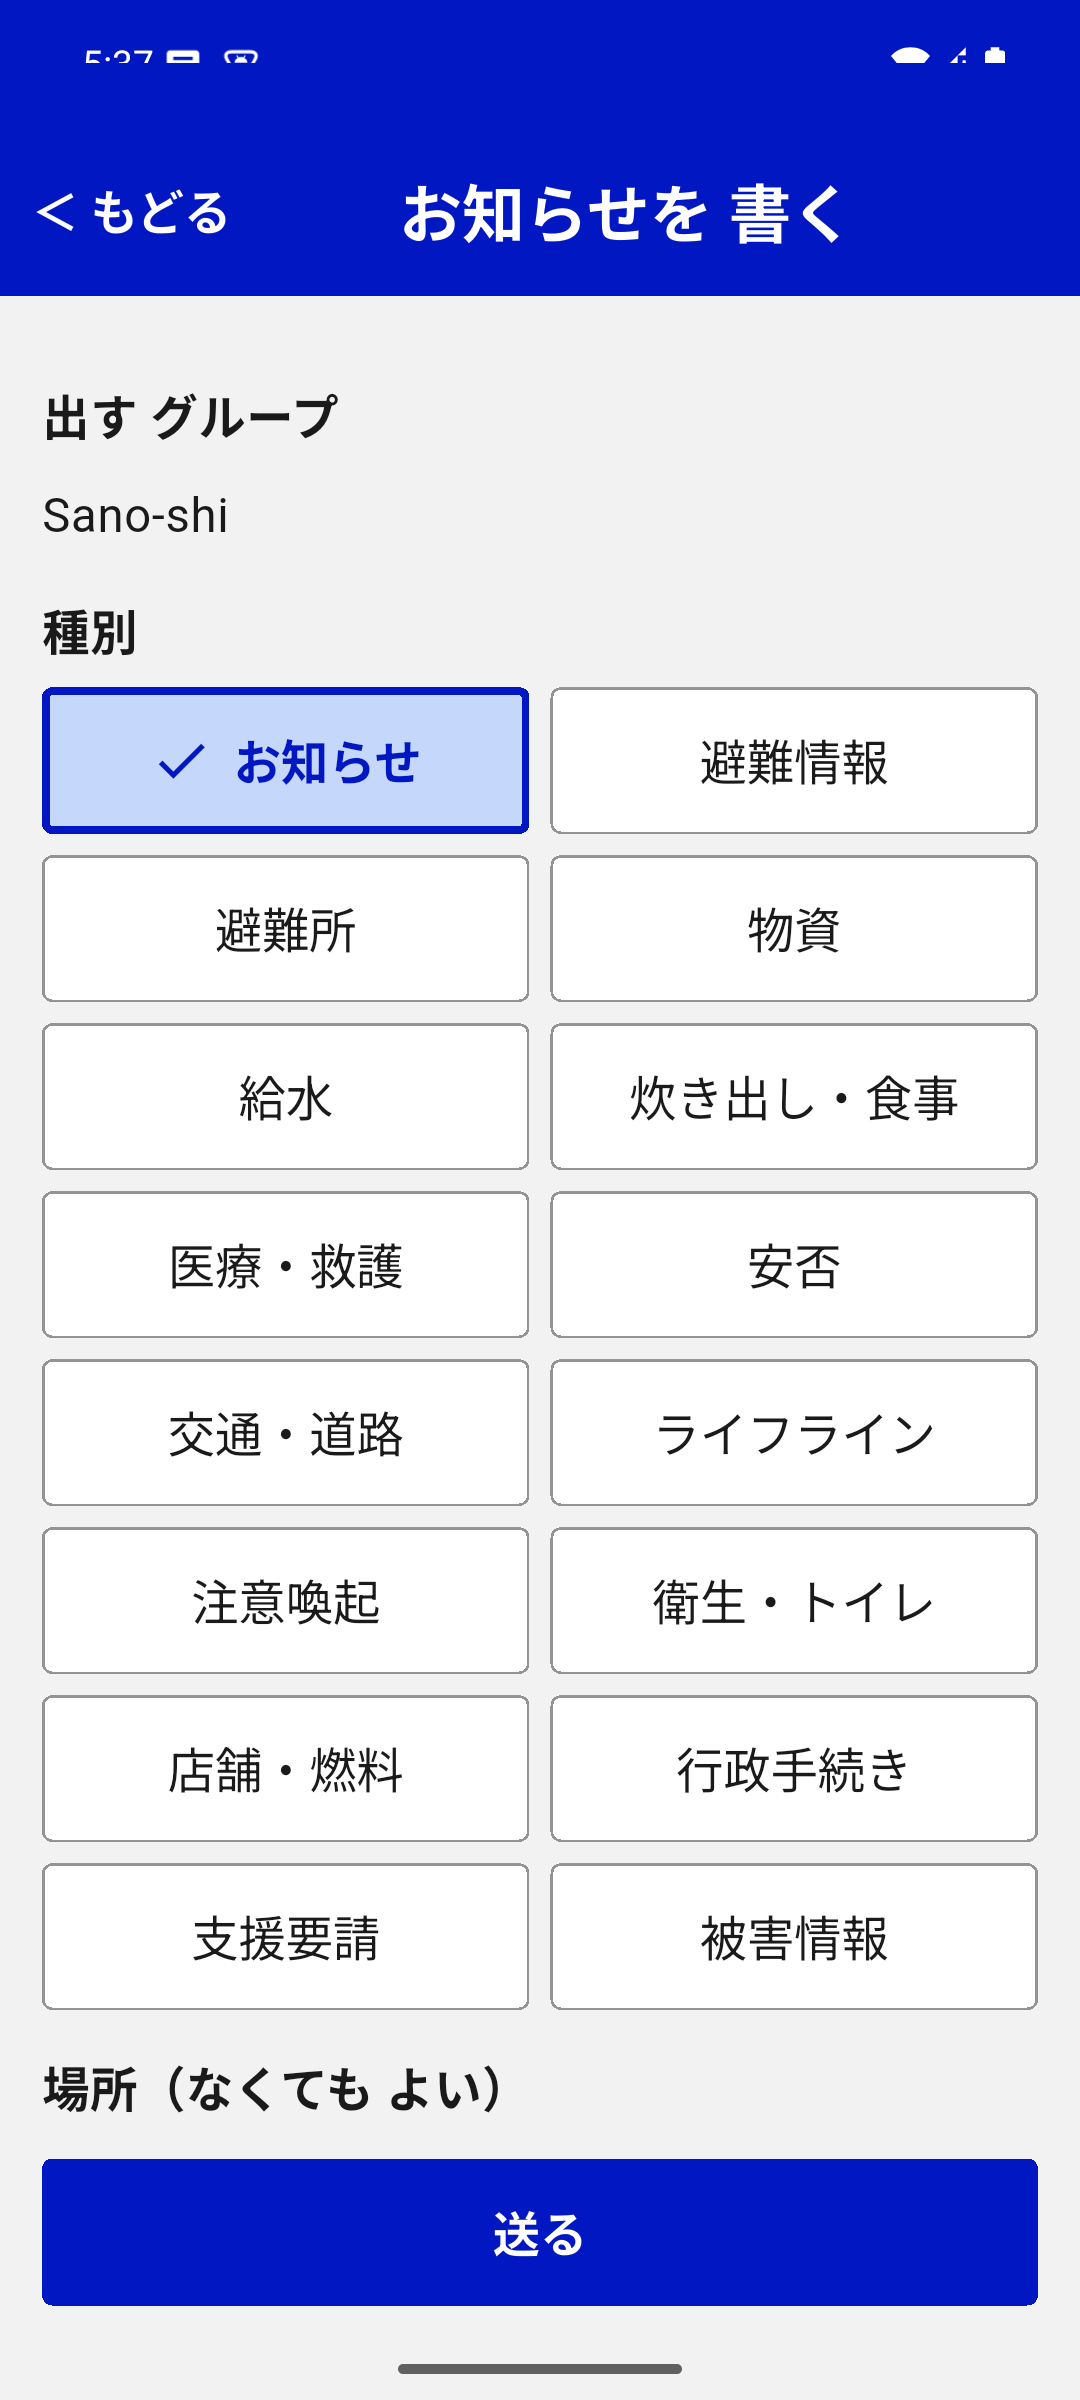 < もどる
お知らせを 書く
出す グループ
Sano-shi
種別
お知らせ
避難情報
避難所
物資
給水
炊き出し・食事
医療・救護
安否
交通・道路
ライフライン
注意喚起
衛生・トイレ
店舗・燃料
行政手続き
支援要請
被害情報
場所（なくても よい）
送る